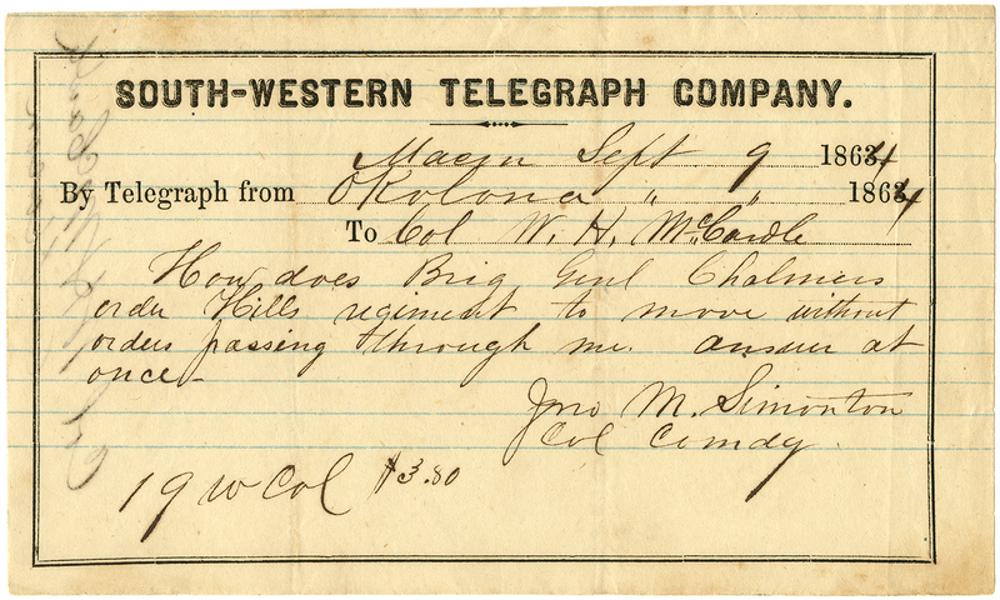 SOUTH-WESTERN TELEGRAPH COMPANY.
Macon Sept 9 1864
By Telegraph from Okolona " " 1864
To Col W. H. McCardle
How does Brig Genl Chalmers
order Hills regiment to move without
orders passing through me. answer at
once-
Jno M. Simonton
Col Comdg.
19 w Col $3.80